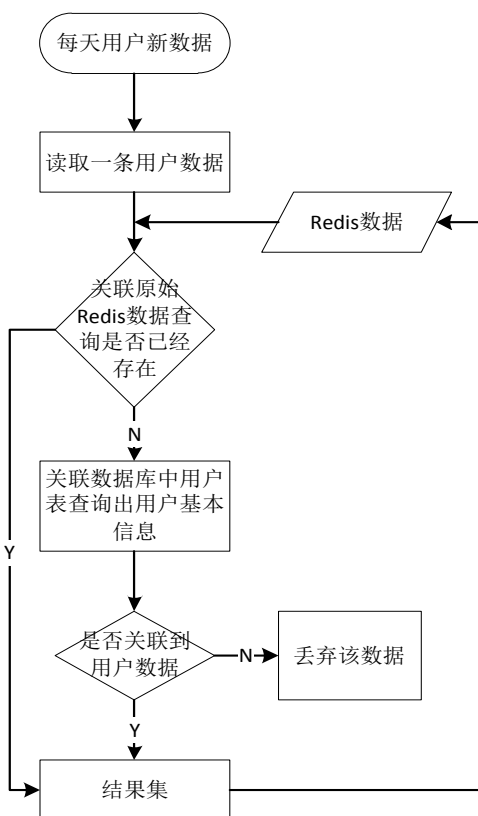 每天用户新数据
读取一条用户数据
Redis数据
关联原始
Redis数据查
询是否已经
存在
N
关联数据库中用户
表查询出用户基本
信息
Y
是否关联到
用户数据
N
丢弃该数据
Y
结果集